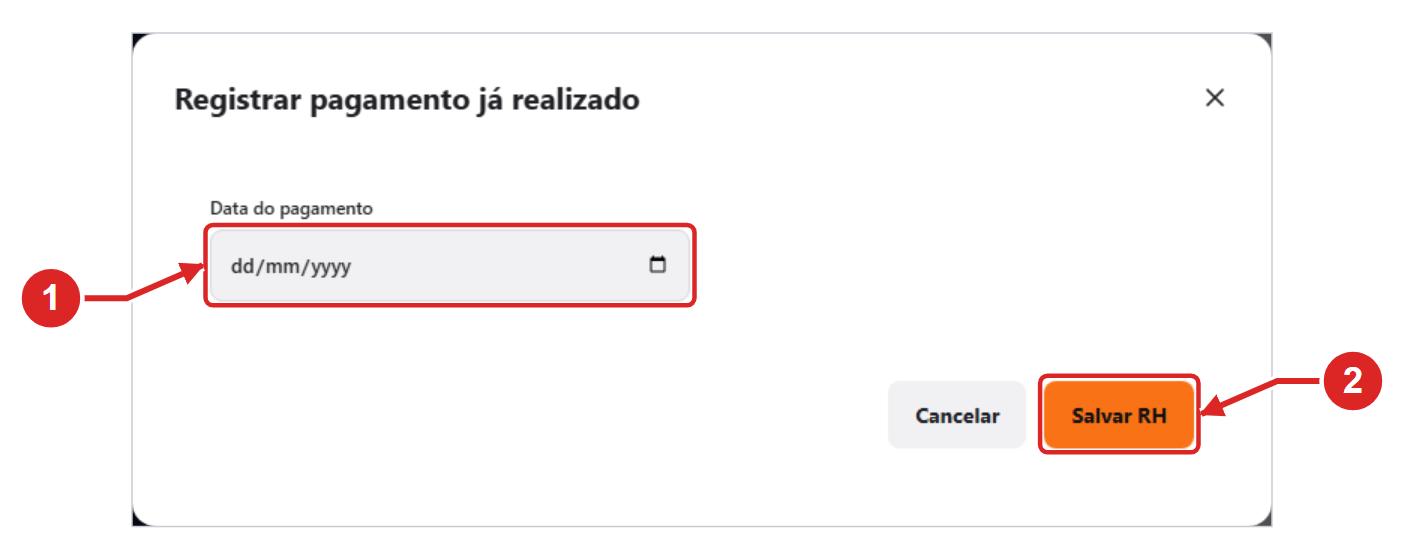 Registrar pagamento já realizado
Data do pagamento
dd/mm/yyyy
1
2
Cancelar
Salvar RH